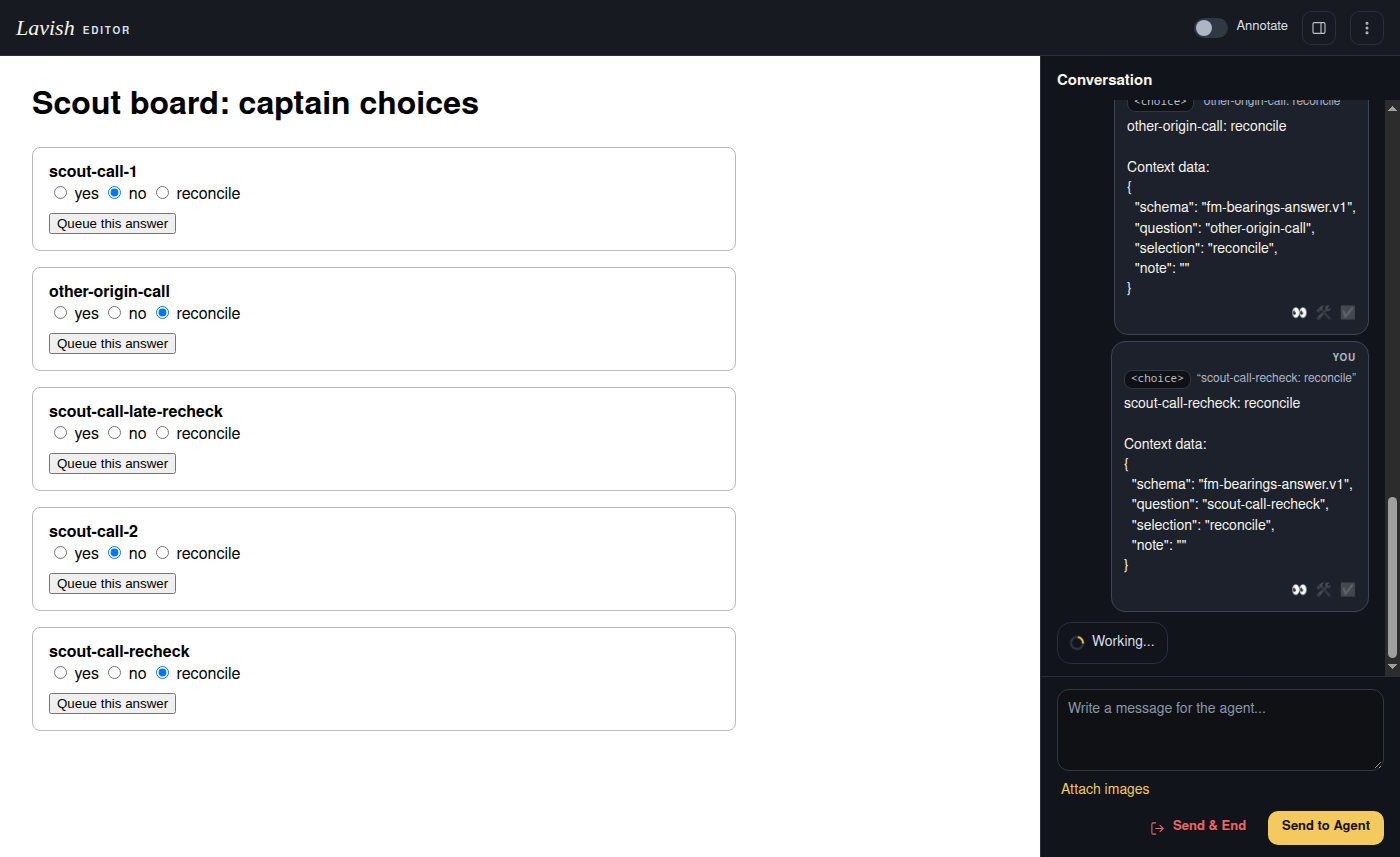 Lavish EDITOR
Annotate
Scout board: captain choices
scout-call-1
yes no reconcile
Queue this answer
other-origin-call
yes no reconcile
Queue this answer
scout-call-late-recheck
yes no reconcile
Queue this answer
scout-call-2
yes no reconcile
Queue this answer
scout-call-recheck
yes no reconcile
Queue this answer
Conversation
<choice> "other-origin-call: reconcile"
other-origin-call: reconcile
Context data:
{
"schema": "fm-bearings-answer.v1",
"question": "other-origin-call",
"selection": "reconcile",
"note": ""
}
YOU
<choice> “scout-call-recheck: reconcile”
scout-call-recheck: reconcile
Context data:
{
"schema": "fm-bearings-answer.v1",
"question": "scout-call-recheck",
"selection": "reconcile",
"note": ""
}
Working...
Write a message for the agent...
Attach images
Send & End
Send to Agent